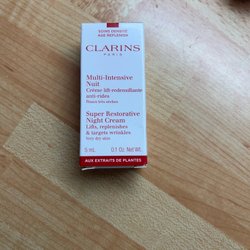 SOINS DENSITÉ
AGE REPLENISH
CLARINS
PARIS
Multi-Intensive
Nuit
Crème lift-redensifiante
anti-rides
Peaux très sèches
Super Restorative
Night Cream
Lifts, replenishes
& targets wrinkles
Very dry skin
5 mL 0.1 Oz. Net Wt.
AUX EXTRAITS DE PLANTES